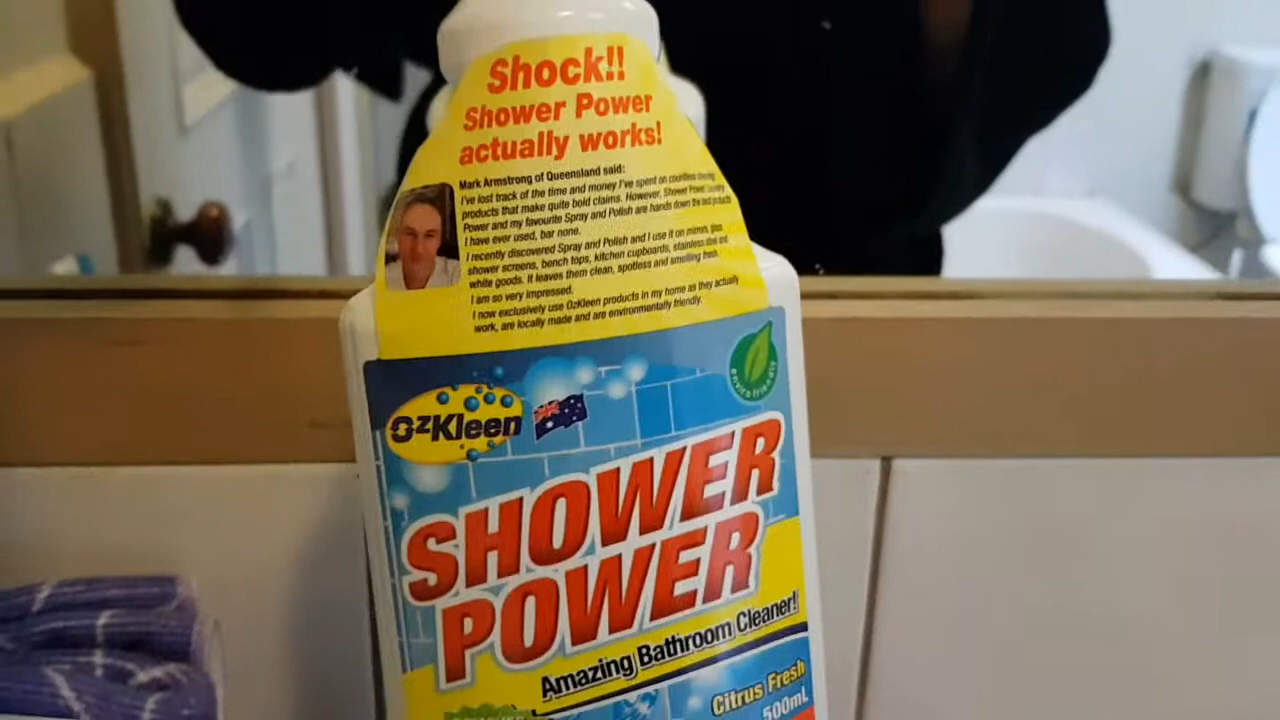 Shock!!
Shower Power
actually works!
Mark Armstrong of Queensland said:
I've lost track of the time and money I've spent on countless cleaning
products that make quite bold claims. However, Shower Power, Laundry
Power and my favourite Spray and Polish are hands down the best products
I have ever used, bar none.
I recently discovered Spray and Polish and I use it on mirrors, glass
shower screens, bench tops, kitchen cupboards, stainless steel and
white goods. It leaves them clean, spotless and smelling fresh.
I am so very impressed.
I now exclusively use OzKleen products in my home as they actually
work, are locally made and are environmentally friendly.
enviro friendly
OzKleen
SHOWER
POWER
Amazing Bathroom Cleaner!
Citrus Fresh
500mL